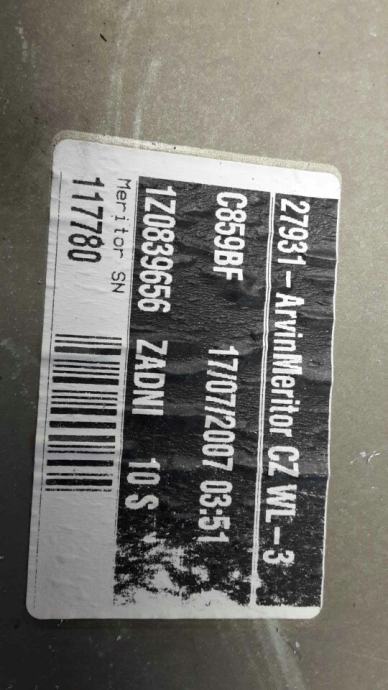 27931-ArvinMeritor CZ WL-3
C859BF 17/07/2007 03:51
1Z0839656 ZADNI 10 S
Meritor SN
117780